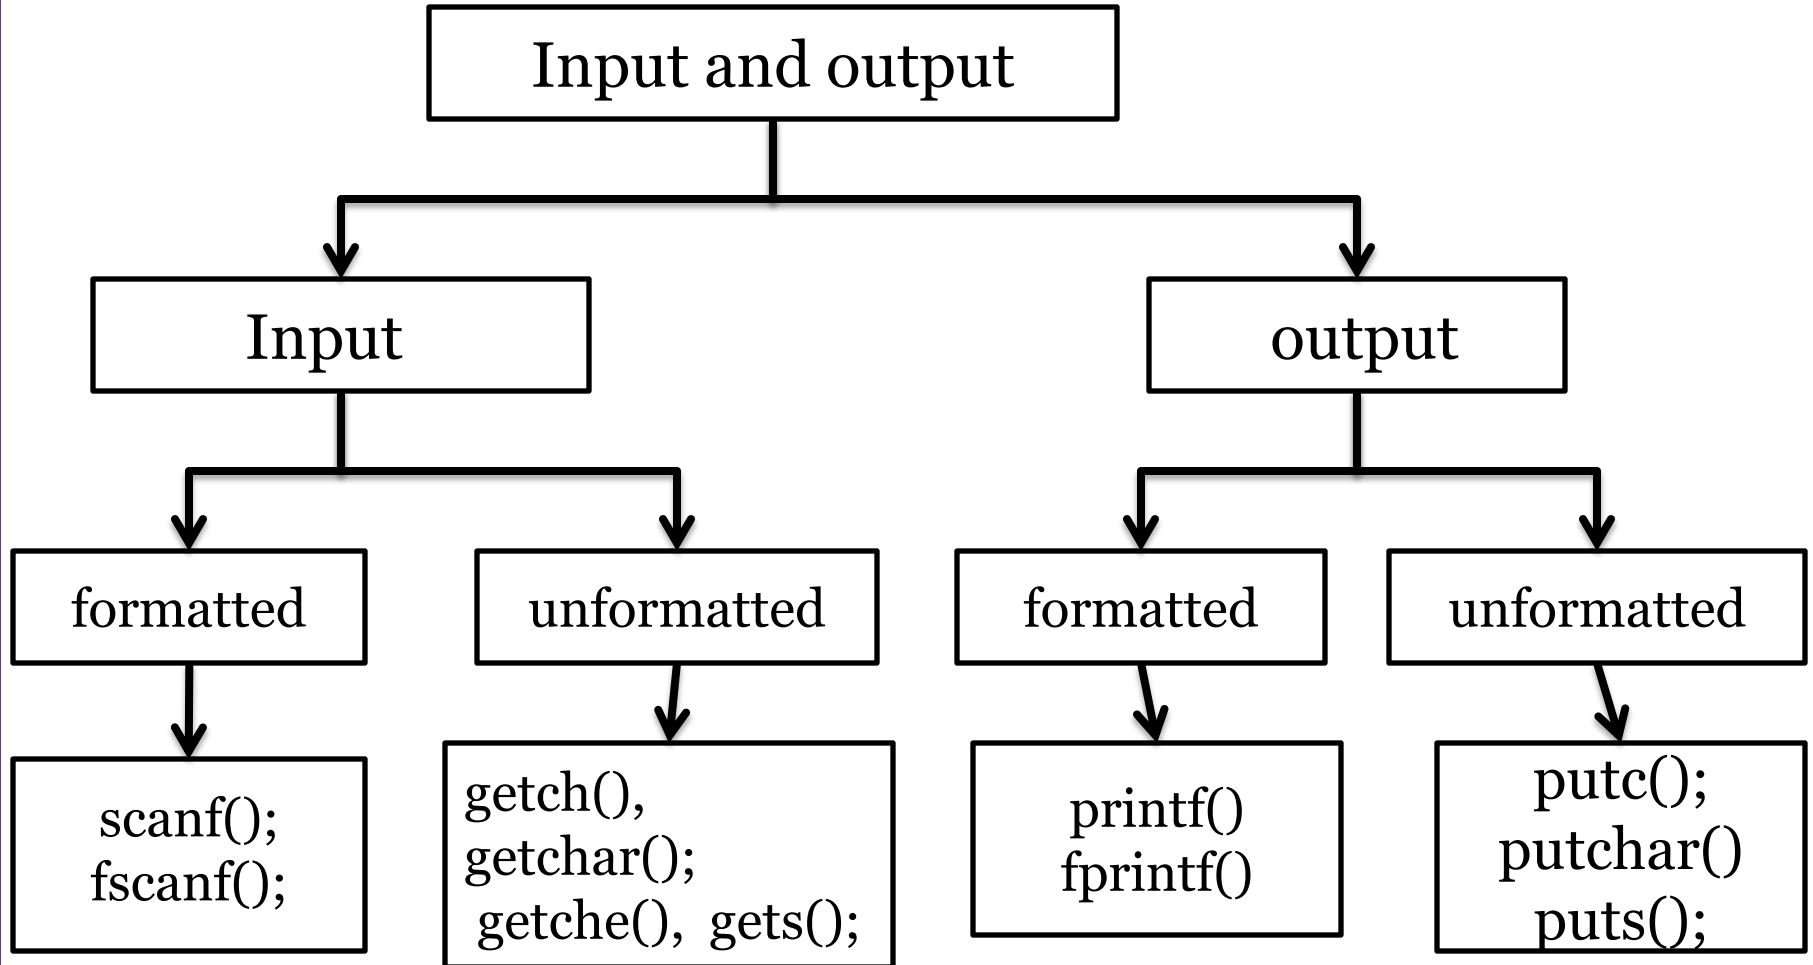 Input and output
Input
output
formatted
unformatted
formatted
unformatted
scanf();
fscanf();
getch(),
getchar();
getche(), gets();
printf()
fprintf()
putc();
putchar()
puts();